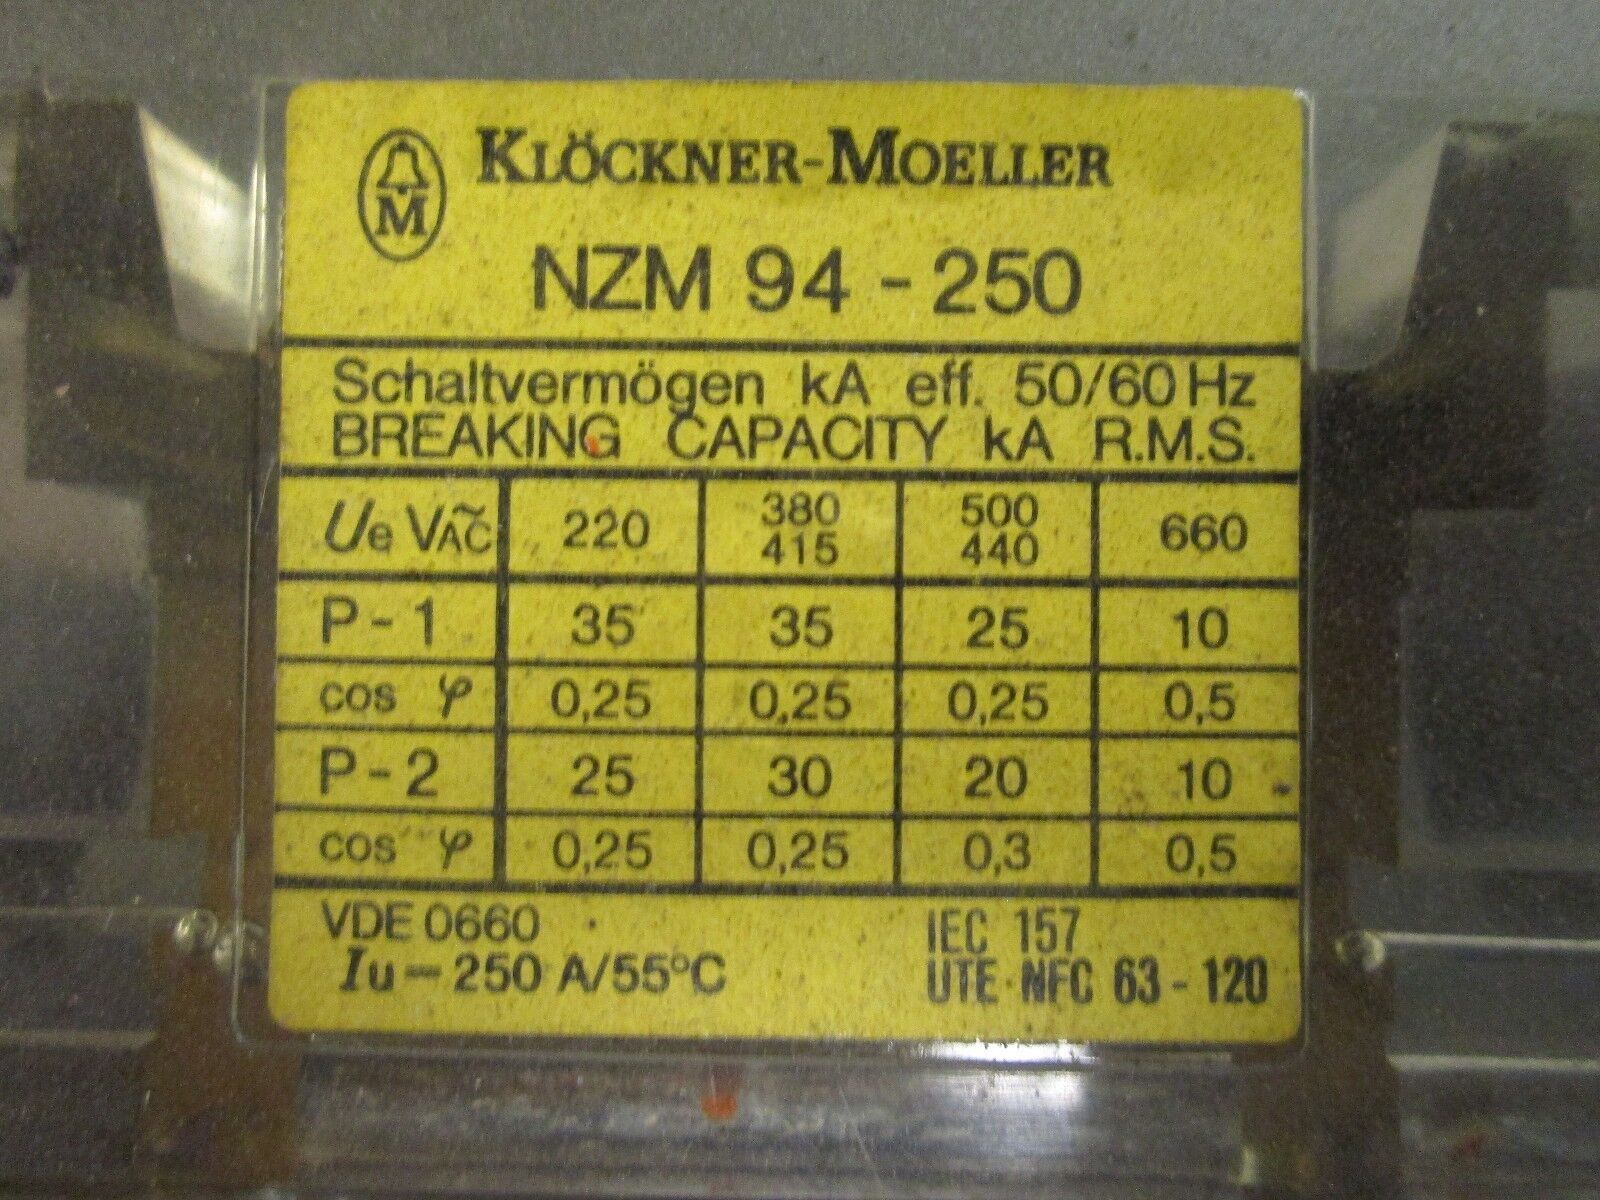 KLÖCKNER-MOELLER
M
NZM 94 - 250
Schaltvermögen kA eff. 50/60 Hz
BREAKING CAPACITY kA R.M.S.
Ue V~AC 220 380 415 500 440 660
P-1 35 35 25 10
cos φ 0,25 0,25 0,25 0,5
P-2 25 30 20 10
cos φ 0,25 0,25 0,3 0,5
VDE 0660 IEC 157
Iu = 250 A/55°C UTE NFC 63 - 120